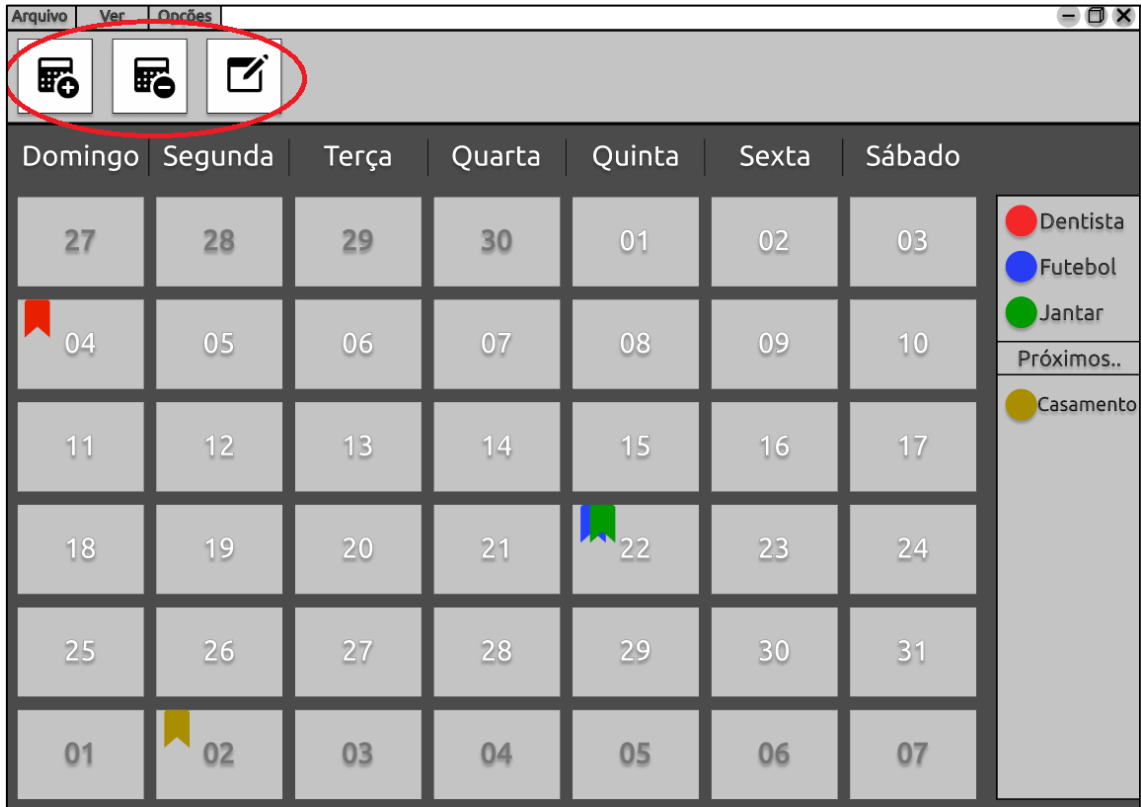 Arquivo Ver Opções
Domingo Segunda Terça Quarta Quinta Sexta Sábado
27 28 29 30 01 02 03
04 05 06 07 08 09 10
11 12 13 14 15 16 17
18 19 20 21 22 23 24
25 26 27 28 29 30 31
01 02 03 04 05 06 07
Dentista
Futebol
Jantar
Próximos..
Casamento